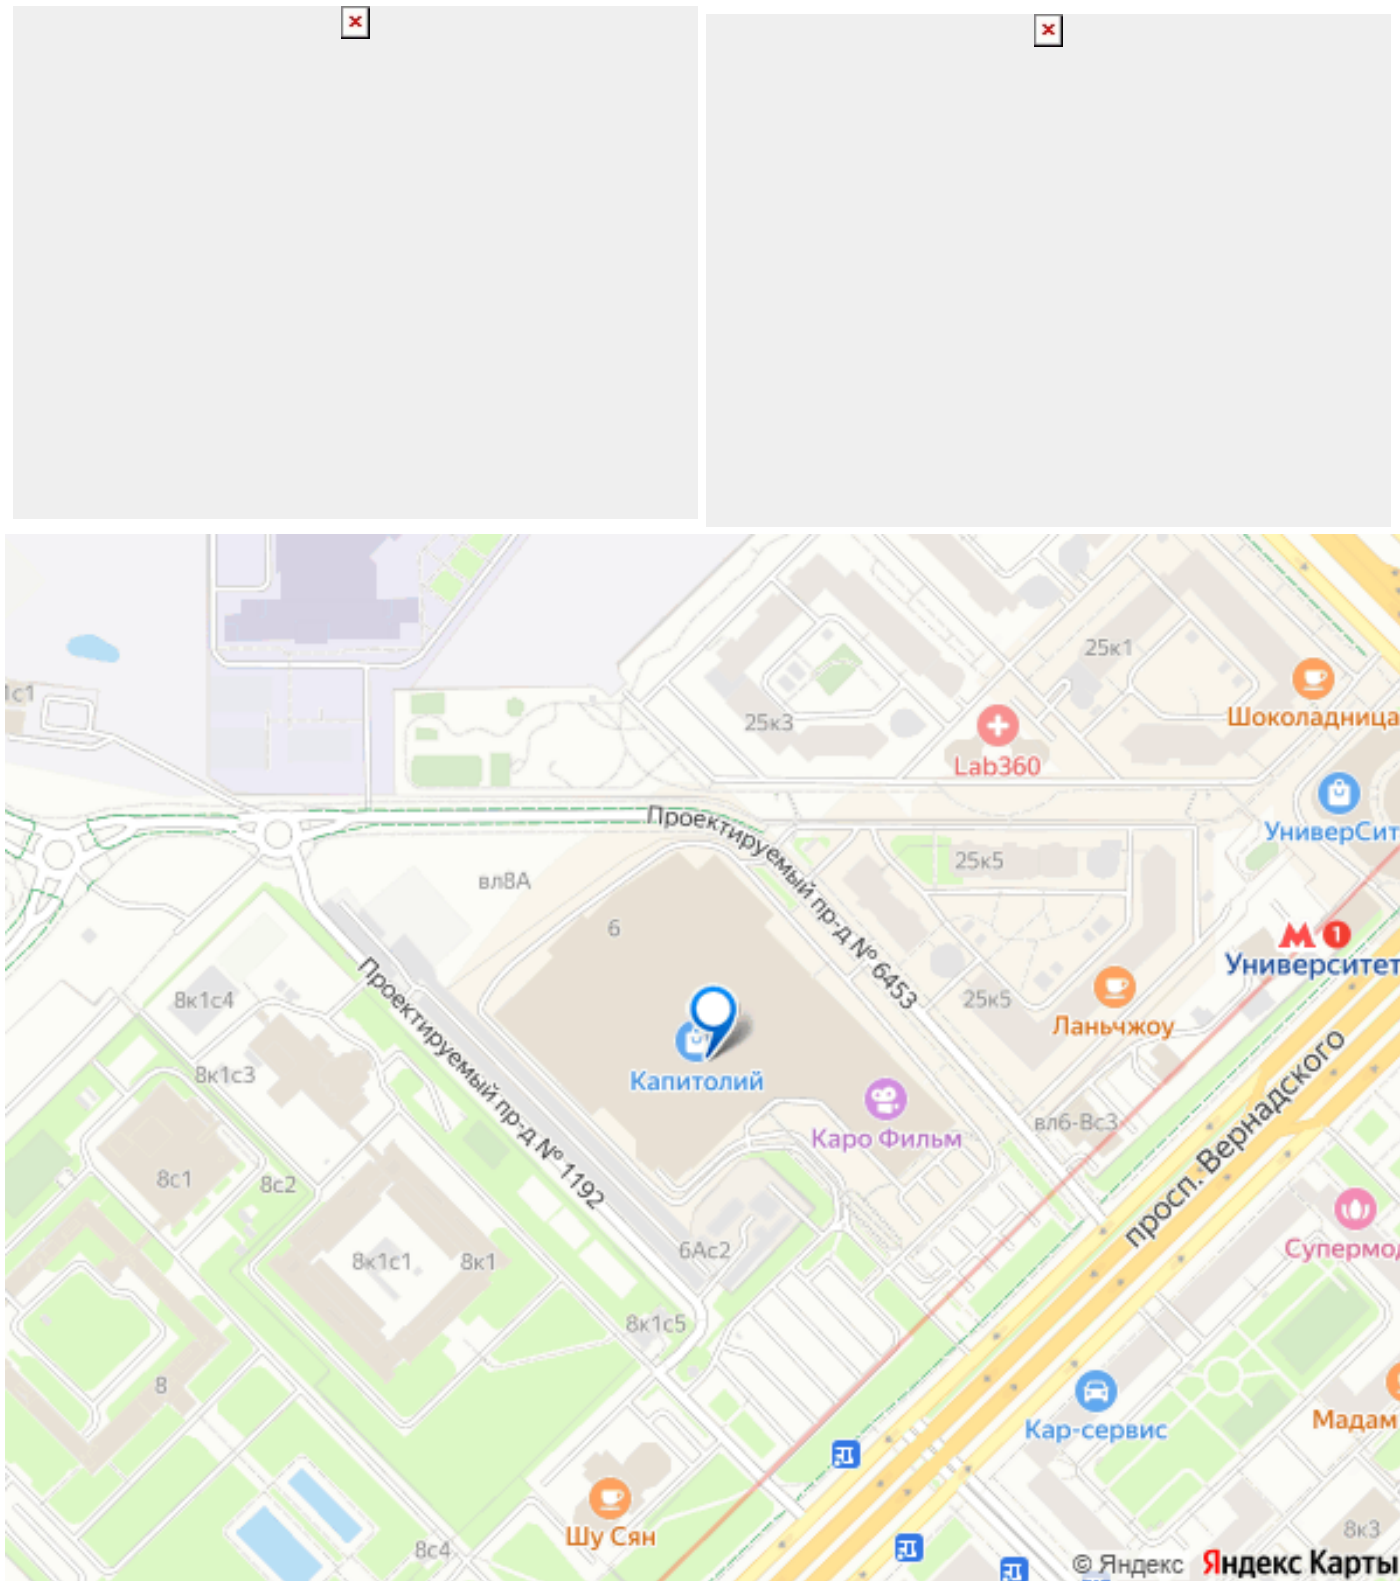 25к1
1с1
Шоколадница
25к3
Lab360
Проектируемый пр-д № 6453
УниверСит
25к5
вл8А
6
1
Университет
Проектируемый пр-д № 1192
8к1с4
25к5
Ланьчжоу
просп. Вернадского
8к1с3
Капитолий
Каро Фильм
вл6-Вс3
8с1
8с2
6Ас2
8к1с1
8к1
Супермод
8к1с5
8
Кар-сервис
Мадам
Шу Сян
8с4
8к3
© Яндекс
Яндекс Карты